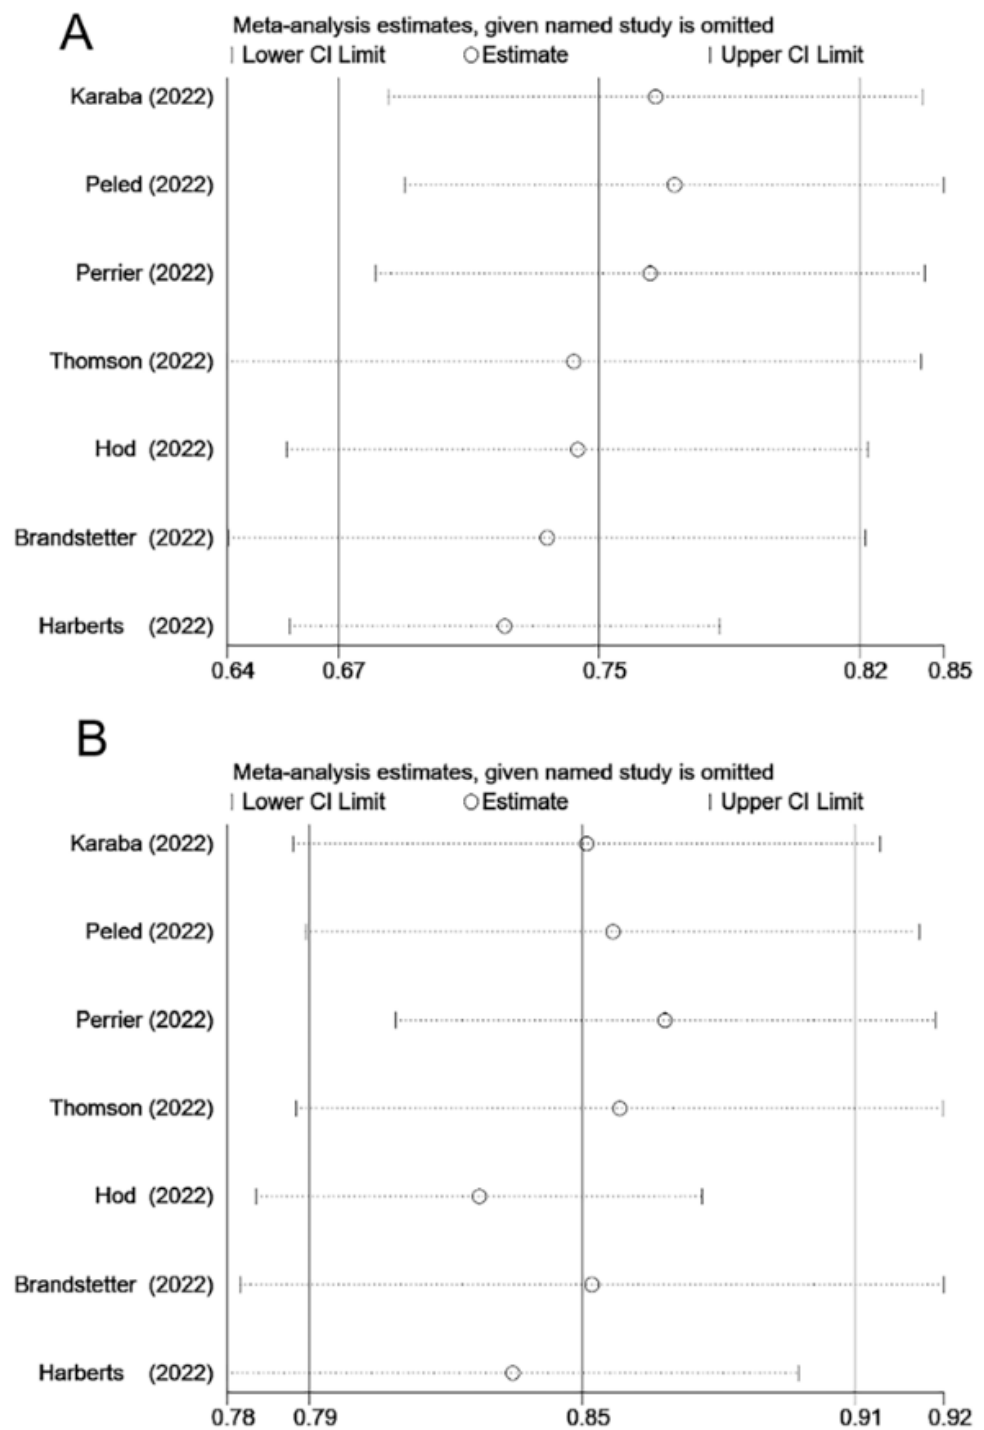 A
Meta-analysis estimates, given named study is omitted
Lower CI Limit Estimate Upper CI Limit
Karaba (2022)
Peled (2022)
Perrier (2022)
Thomson (2022)
Hod (2022)
Brandstetter (2022)
Harberts (2022)
0.64 0.67 0.75 0.82 0.85
B
Meta-analysis estimates, given named study is omitted
Lower CI Limit Estimate Upper CI Limit
Karaba (2022)
Peled (2022)
Perrier (2022)
Thomson (2022)
Hod (2022)
Brandstetter (2022)
Harberts (2022)
0.78 0.79 0.85 0.91 0.92